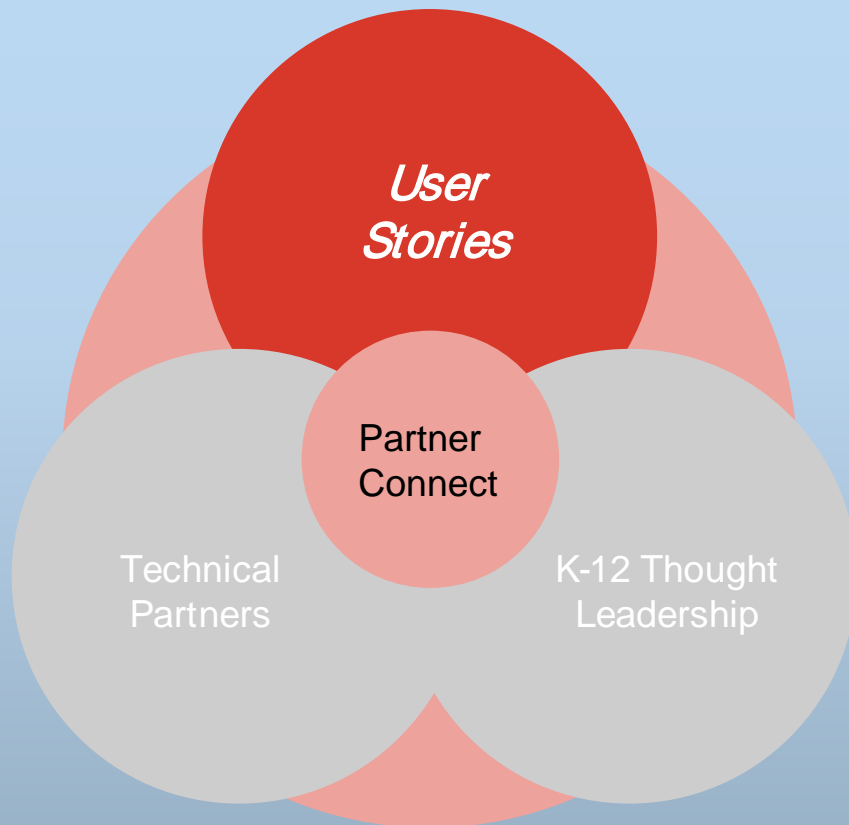 User
Stories
Partner
Connect
Technical
Partners
K-12 Thought
Leadership